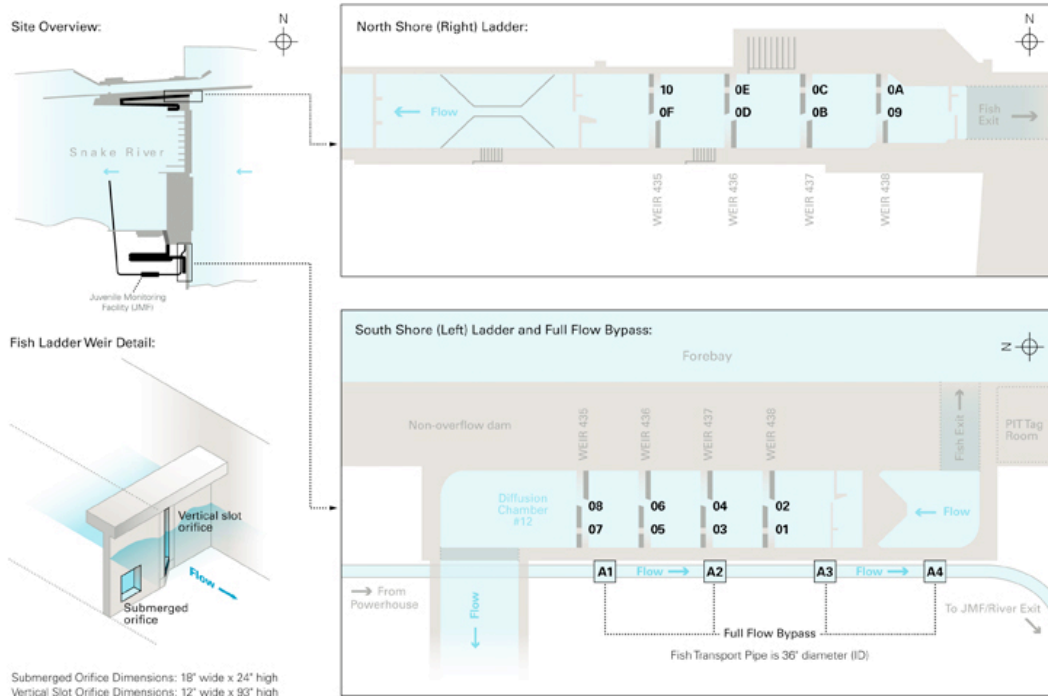 Site Overview:
N
Snake River
Juvenile Monitoring
Facility (JMF)
Fish Ladder Weir Detail:
Vertical slot
orifice
Flow
Submerged
orifice
Submerged Orifice Dimensions: 18" wide x 24" high
Vertical Slot Orifice Dimensions: 12" wide x 93" high
North Shore (Right) Ladder:
N
Flow
10 0E 0C 0A
0F 0D 0B 09
Fish
Exit
WEIR 435
WEIR 436
WEIR 437
WEIR 438
South Shore (Left) Ladder and Full Flow Bypass:
Forebay
N
Non-overflow dam
WEIR 435
WEIR 436
WEIR 437
WEIR 438
Fish Exit
PIT Tag
Room
Diffusion
Chamber
#12
08 06 04 02
07 05 03 01
Flow
A1 Flow A2 A3 Flow A4
From
Powerhouse
Flow
To JMF/River Exit
Full Flow Bypass
Fish Transport Pipe is 36" diameter (ID)